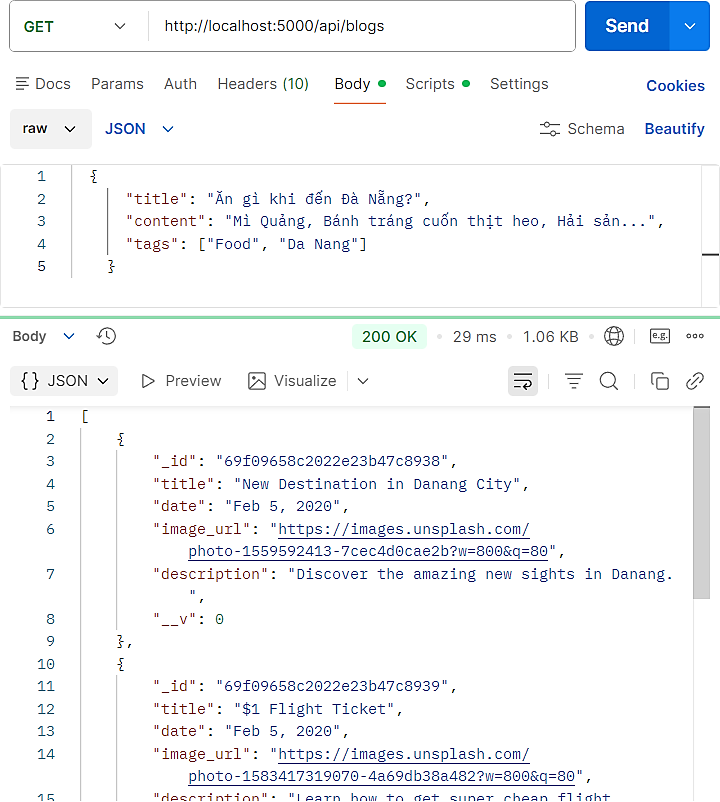 GET http://localhost:5000/api/blogs Send
Docs Params Auth Headers (10) Body Scripts Settings Cookies
raw JSON Schema Beautify
1 {
2 "title": "Ăn gì khi đến Đà Nẵng?",
3 "content": "Mì Quảng, Bánh tráng cuốn thịt heo, Hải sản...",
4 "tags": ["Food", "Da Nang"]
5 }
Body 200 OK 29 ms 1.06 KB e.g.
{} JSON Preview Visualize
1 [
2 {
3 "_id": "69f09658c2022e23b47c8938",
4 "title": "New Destination in Danang City",
5 "date": "Feb 5, 2020",
6 "image_url": "https://images.unsplash.com/
photo-1559592413-7cec4d0cae2b?w=800&q=80",
7 "description": "Discover the amazing new sights in Danang.
",
8 "__v": 0
9 },
10 {
11 "_id": "69f09658c2022e23b47c8939",
12 "title": "$1 Flight Ticket",
13 "date": "Feb 5, 2020",
14 "image_url": "https://images.unsplash.com/
photo-1583417319070-4a69db38a482?w=800&q=80",
15 "description": "Learn how to get super cheap flight